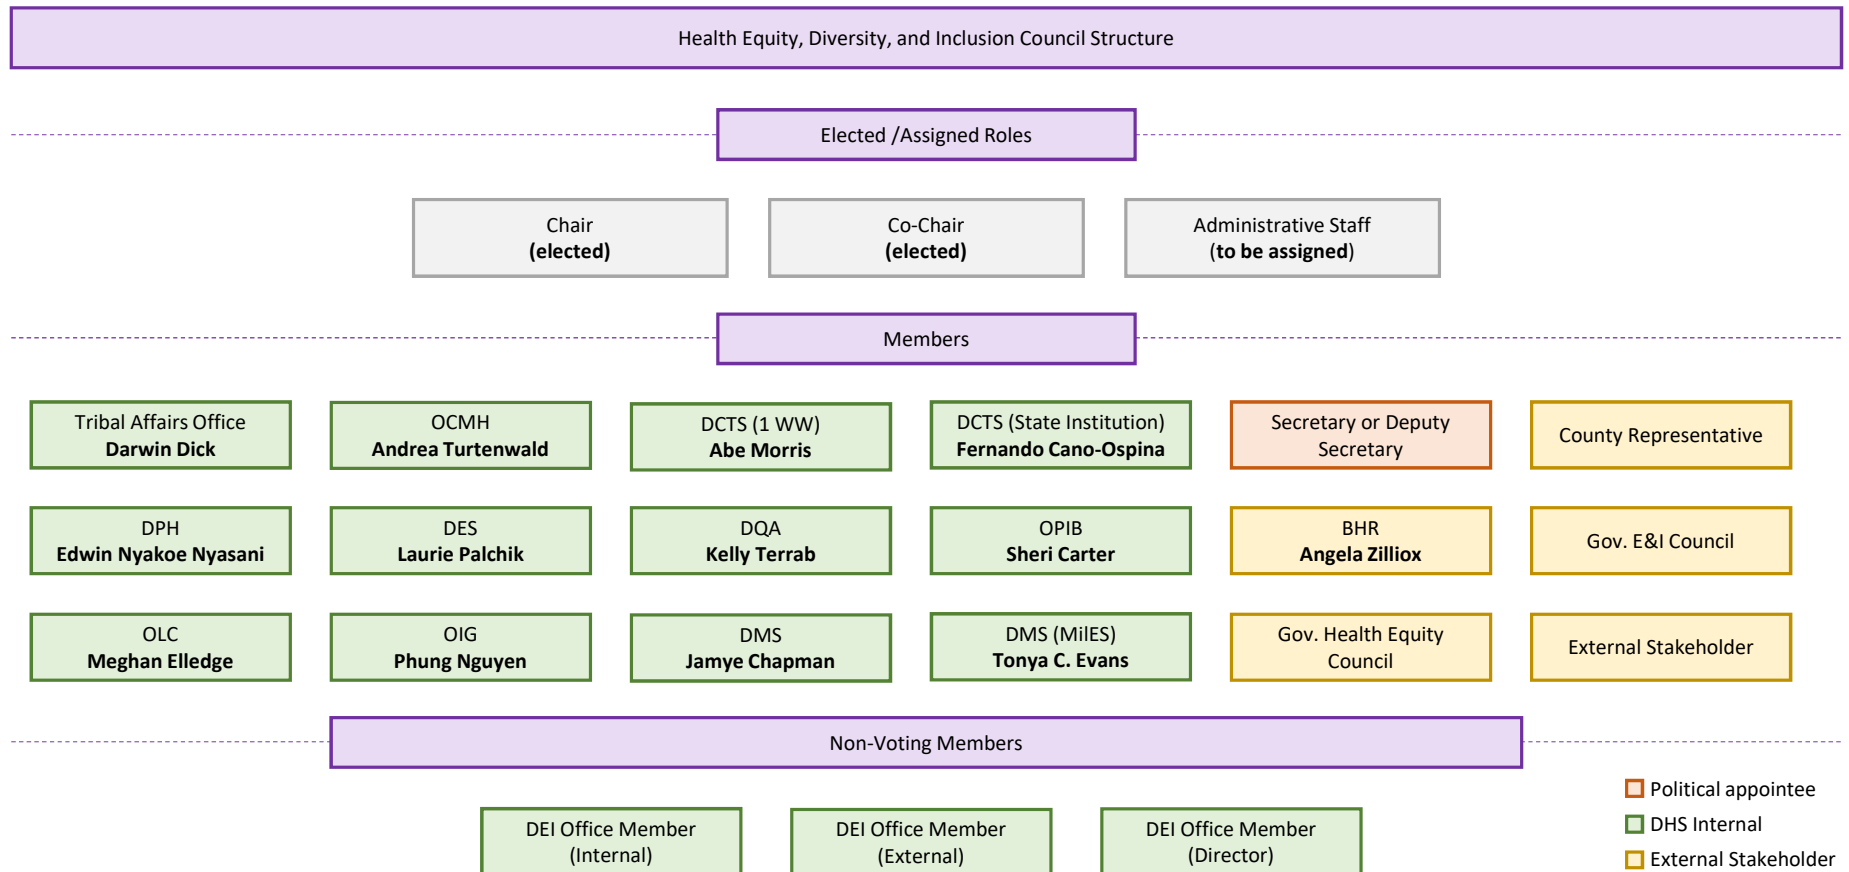 Health Equity, Diversity, and Inclusion Council Structure
Elected /Assigned Roles
Chair
(elected)
Co-Chair
(elected)
Administrative Staff
(to be assigned)
Members
Tribal Affairs Office
Darwin Dick
OCMH
Andrea Turtenwald
DCTS (1 WW)
Abe Morris
DCTS (State Institution)
Fernando Cano-Ospina
Secretary or Deputy
Secretary
County Representative
DPH
Edwin Nyakoe Nyasani
DES
Laurie Palchik
DQA
Kelly Terrab
OPIB
Sheri Carter
BHR
Angela Zilliox
Gov. E&I Council
OLC
Meghan Elledge
OIG
Phung Nguyen
DMS
Jamye Chapman
DMS (MilES)
Tonya C. Evans
Gov. Health Equity
Council
External Stakeholder
Non-Voting Members
DEI Office Member
(Internal)
DEI Office Member
(External)
DEI Office Member
(Director)
Political appointee
DHS Internal
External Stakeholder